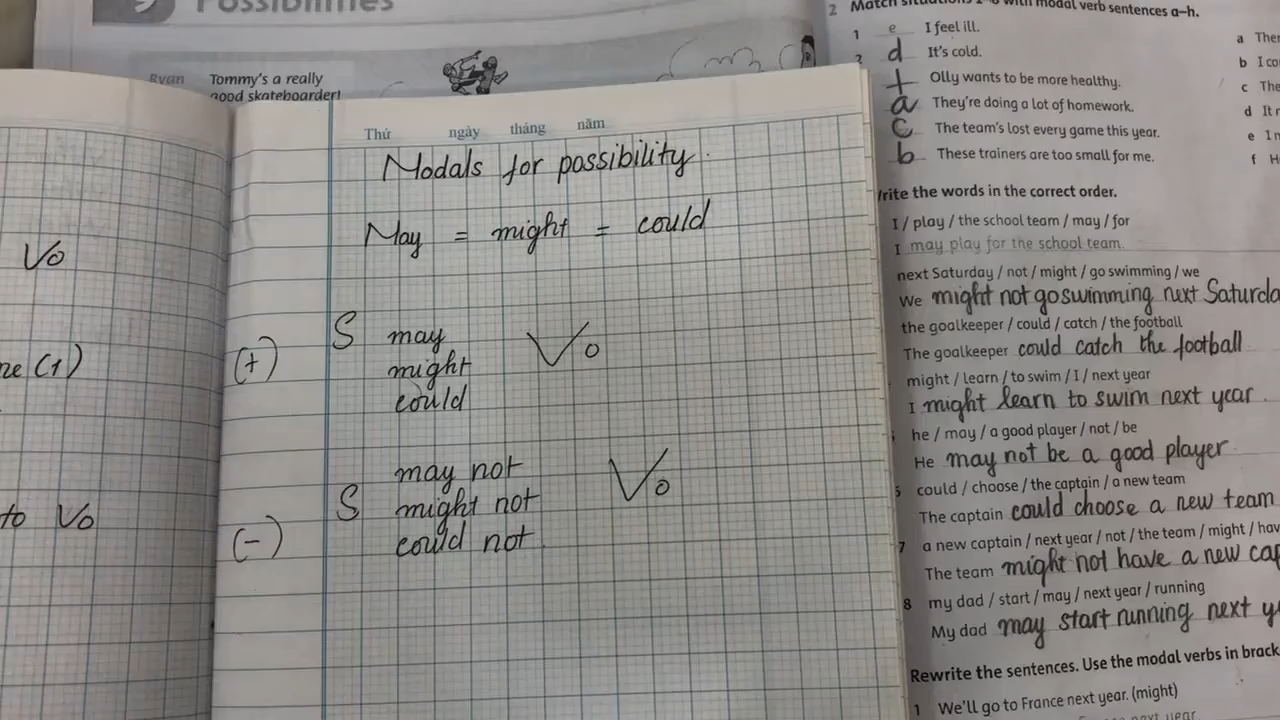 Possibilities
Ryan Tommy's a really
good skateboarder!
Thứ ngày tháng năm
Modals for possibility.
May = might = could
(+) S may
might
could
Vo
(-) S may not
might not
could not.
Vo
Vo
(1)
to Vo
2 Match with modal verb sentences a–h.
1 e I feel ill.
2 d It's cold.
Olly wants to be more healthy.
a They're doing a lot of homework.
c The team's lost every game this year.
b These trainers are too small for me.
a
b I
c
d
e
f
the words in the correct order.
I / play / the school team / may / for
I may play for the school team.
next Saturday / not / might / go swimming / we
We might not go swimming next
the goalkeeper / could / catch / the football
The goalkeeper could catch the football
might / learn / to swim / I / next year
I might learn to swim next year.
he / may / a good player / not / be
He may not be a good player
could / choose / the captain / a new team
The captain could choose a new team
7 a new captain / next year / not / the team / might /
The team might not have a new
8 my dad / start / may / next year / running
My dad may start running next
Rewrite the sentences. Use the modal verbs in
1 We'll go to France next year. (might)
next year